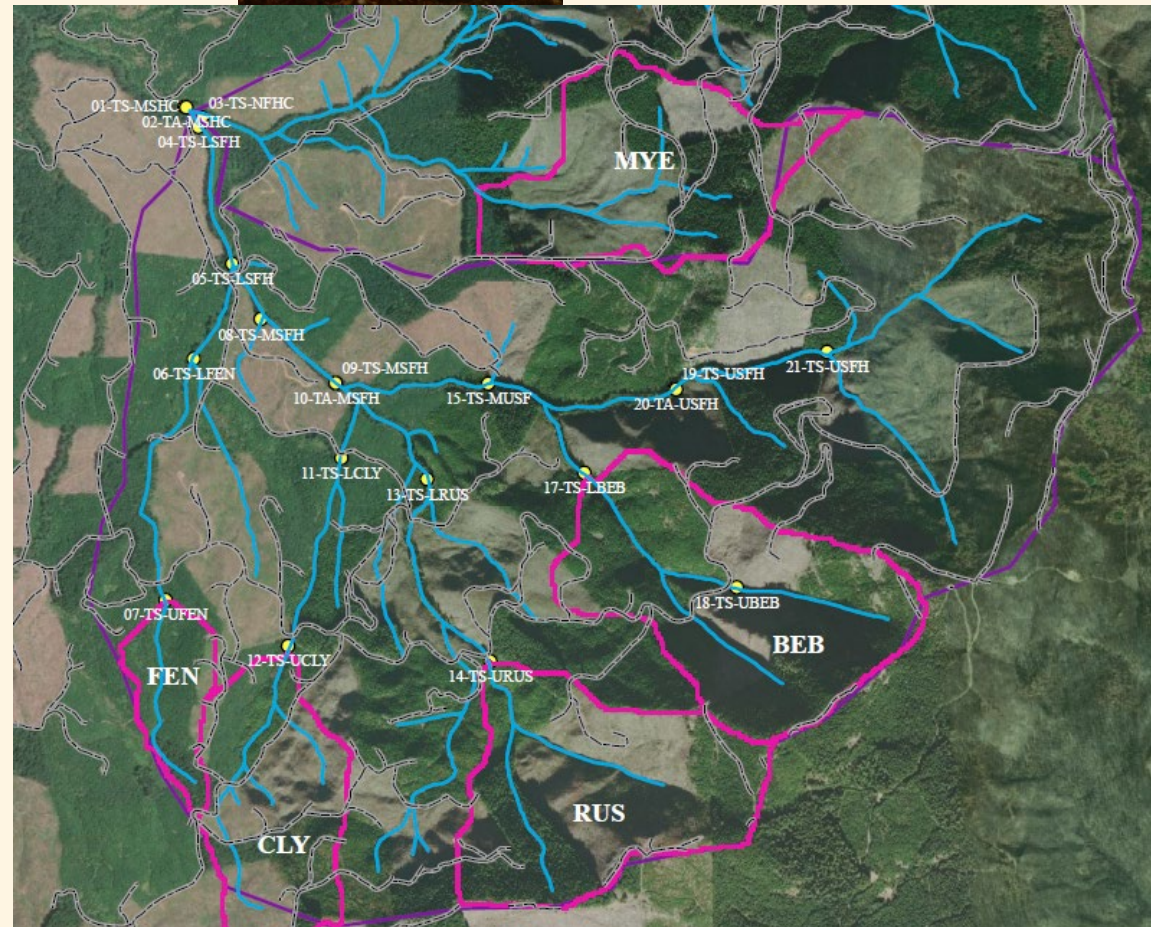 01-TS-MSHC
03-TS-NFHC
02-TA-MSHC
04-TS-LSFH
MYE
05-TS-LSFH
08-TS-MSFH
06-TS-LFEN
09-TS-MSFH
10-TA-MSFH
15-TS-MUSF
19-TS-USFH
20-TA-USFH
21-TS-USFH
11-TS-LCLY
13-TS-LRUS
17-TS-LBEB
18-TS-UBEB
07-TS-UFEN
BEB
12-TS-UCLY
14-TS-URUS
FEN
RUS
CLY